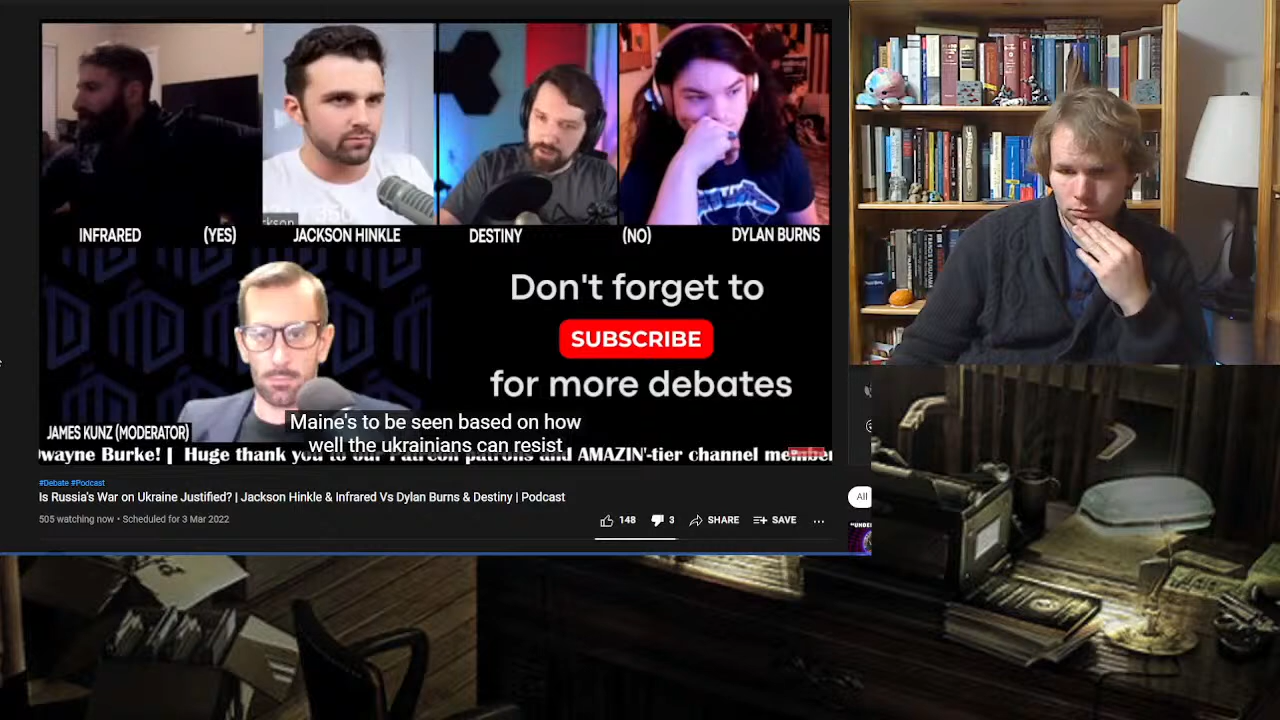 ckson
INFRARED
(YES)
JACKSON HINKLE
DESTINY
(NO)
DYLAN BURNS
Don't forget to
SUBSCRIBE
for more debates
JAMES KUNZ (MODERATOR)
Maine's to be seen based on how
well the ukrainians can resist
Dwayne Burke! | Huge thank you to our Patreon patrons and AMAZIN'-tier channel member
#Debate #Podcast
Is Russia's War on Ukraine Justified? | Jackson Hinkle & Infrared Vs Dylan Burns & Destiny | Podcast
505 watching now • Scheduled for 3 Mar 2022
148
3
SHARE
SAVE
All